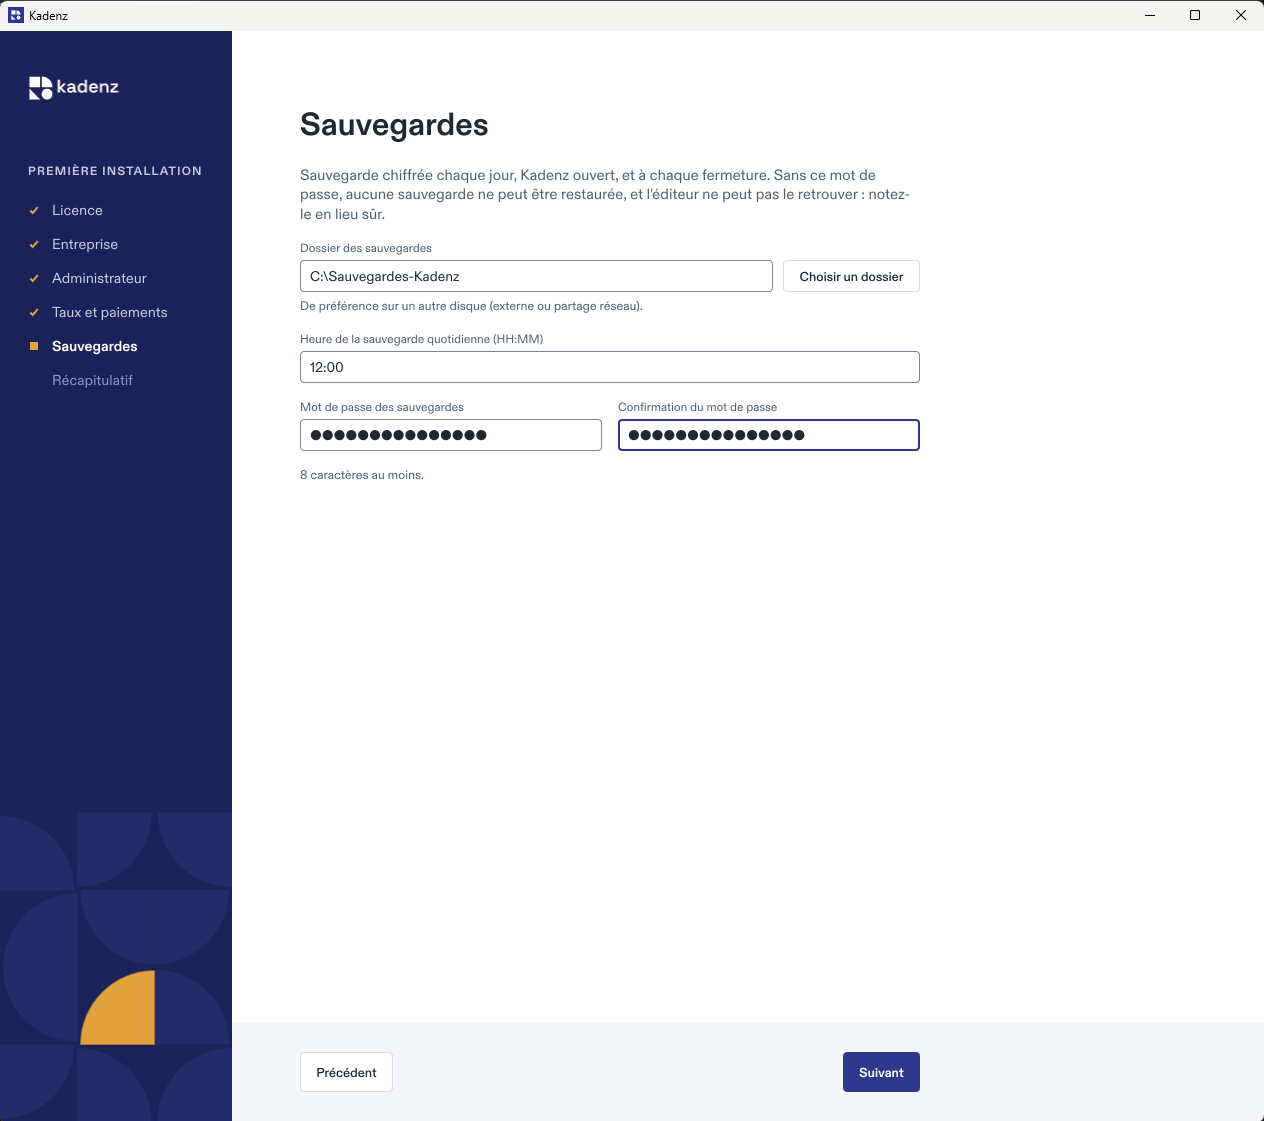 Kadenz
kadenz
PREMIÈRE INSTALLATION
Licence
Entreprise
Administrateur
Taux et paiements
Sauvegardes
Récapitulatif
Sauvegardes
Sauvegarde chiffrée chaque jour, Kadenz ouvert, et à chaque fermeture. Sans ce mot de
passe, aucune sauvegarde ne peut être restaurée, et l'éditeur ne peut pas le retrouver : notez-
le en lieu sûr.
Dossier des sauvegardes
C:\Sauvegardes-Kadenz
Choisir un dossier
De préférence sur un autre disque (externe ou partage réseau).
Heure de la sauvegarde quotidienne (HH:MM)
12:00
Mot de passe des sauvegardes
Confirmation du mot de passe
●●●●●●●●●●●●●●●
●●●●●●●●●●●●●●●
8 caractères au moins.
Précédent
Suivant